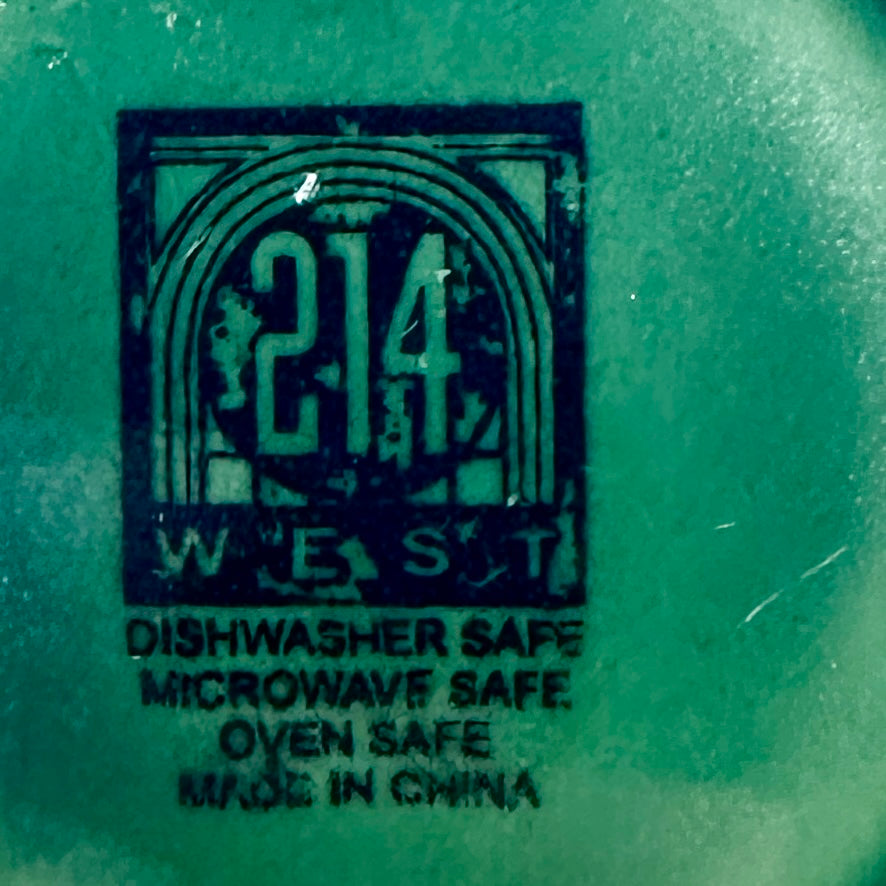 214
WEST
DISHWASHER SAFE
MICROWAVE SAFE
OVEN SAFE
MADE IN CHINA